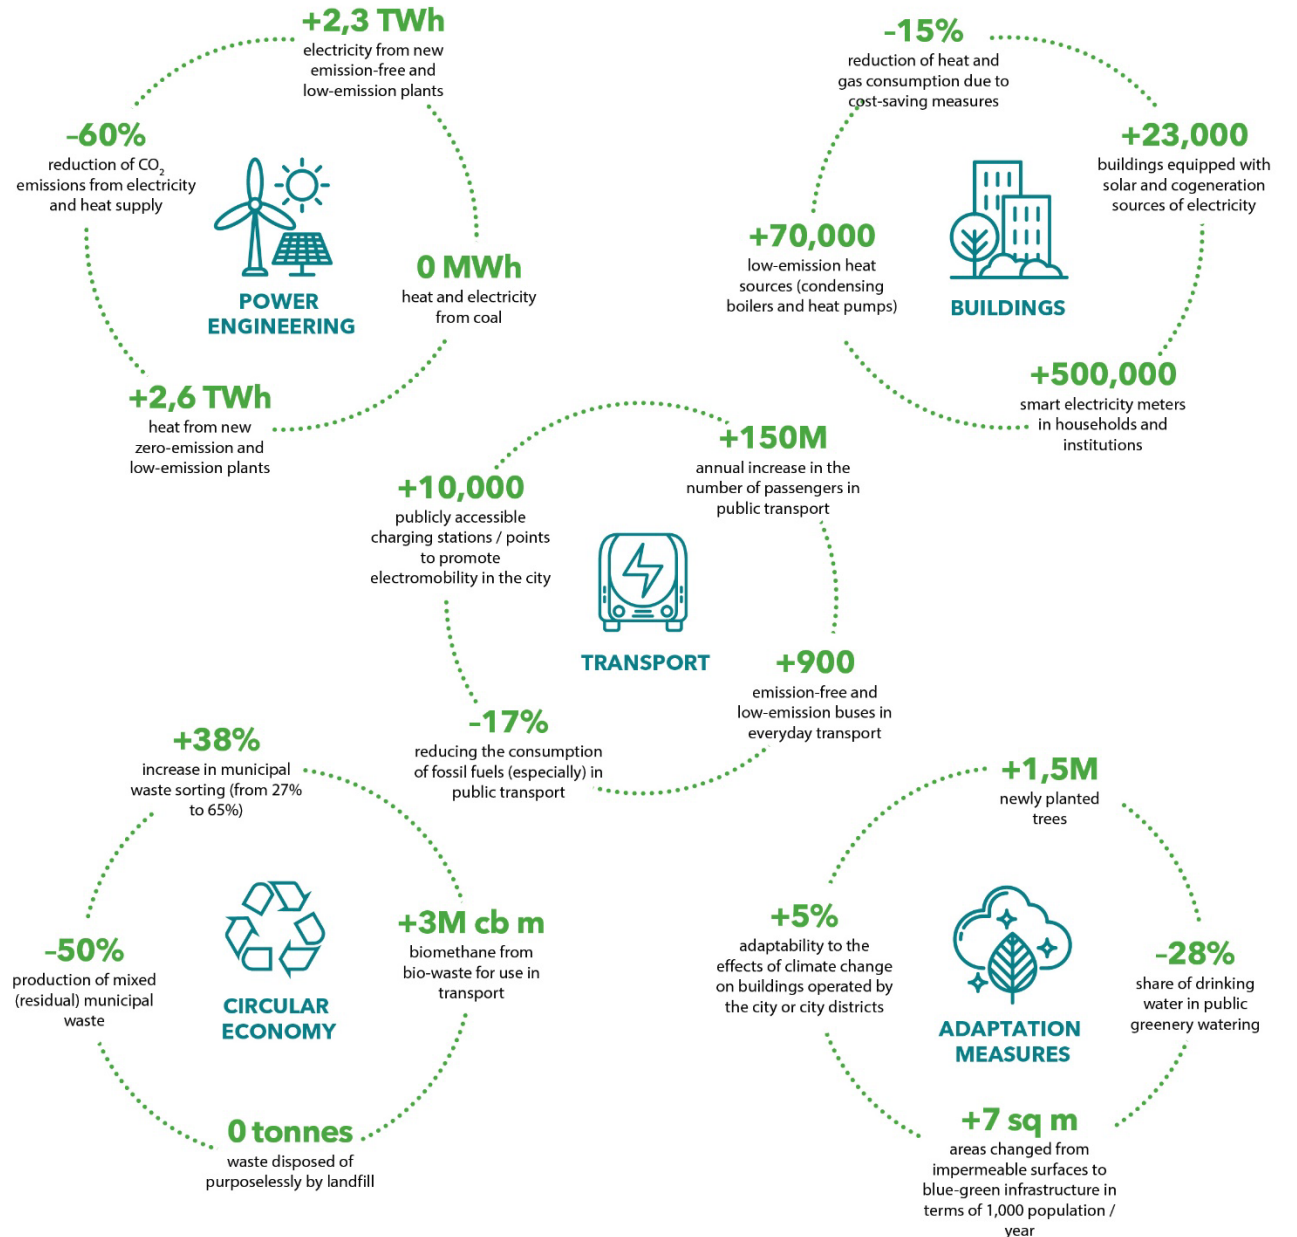 +2,3 TWh
electricity from new
emission-free and
low-emission plants
–60%
reduction of CO₂
emissions from electricity
and heat supply
0 MWh
heat and electricity
from coal
POWER
ENGINEERING
+2,6 TWh
heat from new
zero-emission and
low-emission plants
–15%
reduction of heat and
gas consumption due to
cost-saving measures
+23,000
buildings equipped with
solar and cogeneration
sources of electricity
+70,000
low-emission heat
sources (condensing
boilers and heat pumps)
BUILDINGS
+500,000
smart electricity meters
in households and
institutions
+150M
annual increase in the
number of passengers in
public transport
+10,000
publicly accessible
charging stations / points
to promote
electromobility in the city
TRANSPORT
+900
emission-free and
low-emission buses in
everyday transport
–17%
reducing the consumption
of fossil fuels (especially) in
public transport
+38%
increase in municipal
waste sorting (from 27%
to 65%)
+3M cb m
biomethane from
bio-waste for use in
transport
–50%
production of mixed
(residual) municipal
waste
CIRCULAR
ECONOMY
0 tonnes
waste disposed of
purposelessly by landfill
+1,5M
newly planted
trees
+5%
adaptability to the
effects of climate change
on buildings operated by
the city or city districts
–28%
share of drinking
water in public
greenery watering
ADAPTATION
MEASURES
+7 sq m
areas changed from
impermeable surfaces to
blue-green infrastructure in
terms of 1,000 population /
year